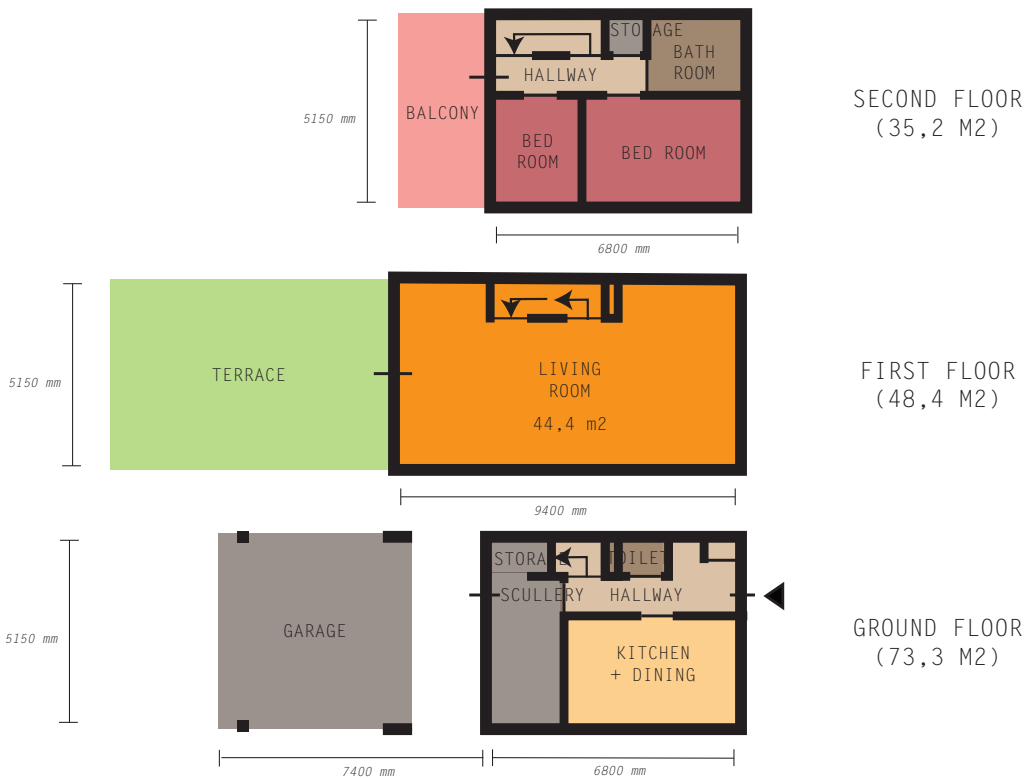 STORAGE
BATH
ROOM
HALLWAY
BALCONY
5150 mm
BED
ROOM
BED ROOM
6800 mm
SECOND FLOOR
(35,2 M2)
TERRACE
5150 mm
LIVING
ROOM
44,4 m2
9400 mm
FIRST FLOOR
(48,4 M2)
STORAGE
TOILET
SCULLERY
HALLWAY
GARAGE
5150 mm
KITCHEN
+ DINING
7400 mm
6800 mm
GROUND FLOOR
(73,3 M2)